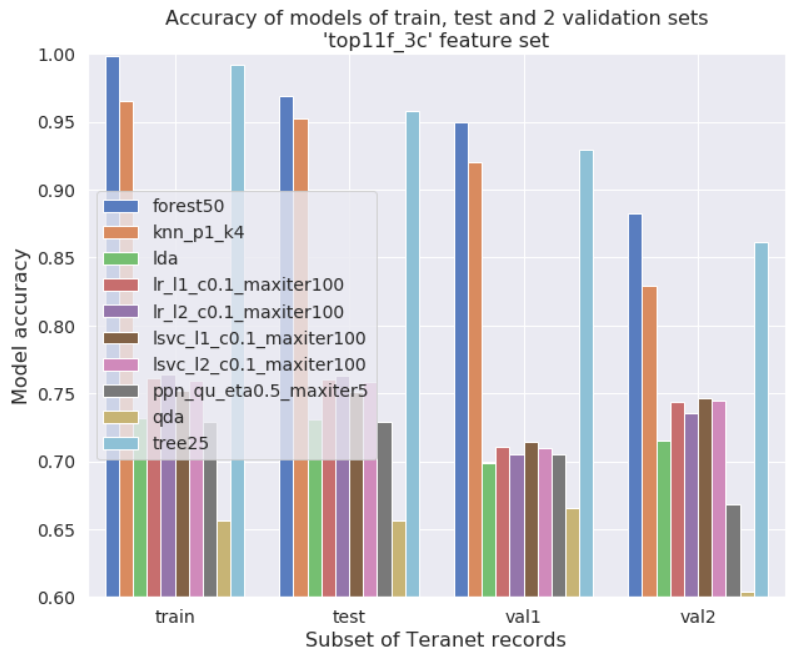 Accuracy of models of train, test and 2 validation sets
'top11f_3c' feature set
1.00
0.95
0.90
0.85
0.80
0.75
0.70
0.65
0.60
Model accuracy
forest50
knn_p1_k4
lda
lr_l1_c0.1_maxiter100
lr_l2_c0.1_maxiter100
lsvc_l1_c0.1_maxiter100
lsvc_l2_c0.1_maxiter100
ppn_qu_eta0.5_maxiter5
qda
tree25
train test val1 val2
Subset of Teranet records